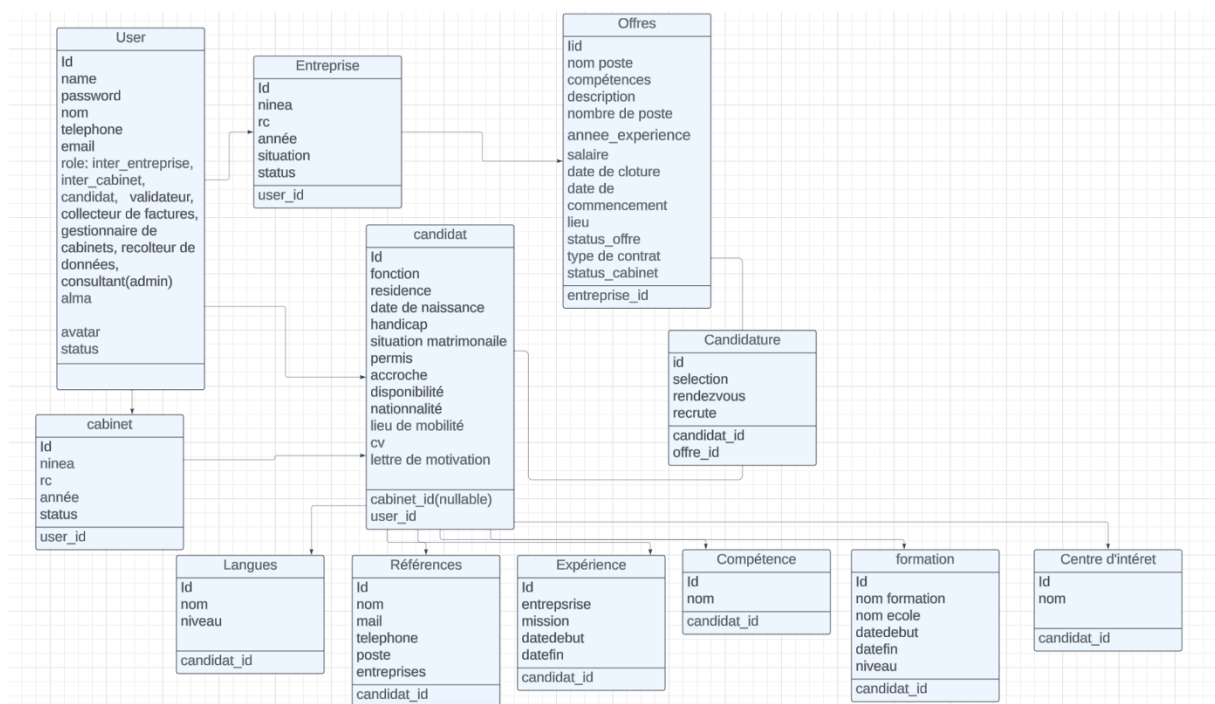 User
Id
name
password
nom
telephone
email
role: inter_entreprise,
inter_cabinet,
candidat, validateur,
collecteur de factures,
gestionnaire de
cabinets, recolteur de
données,
consultant(admin)
alma
avatar
status
Entreprise
Id
ninea
rc
année
situation
status
user_id
Offres
Iid
nom poste
compétences
description
nombre de poste
annee_experience
salaire
date de cloture
date de
commencement
lieu
status_offre
type de contrat
status_cabinet
entreprise_id
candidat
Id
fonction
residence
date de naissance
handicap
situation matrimonaile
permis
accroche
disponibilité
nationnalité
lieu de mobilité
cv
lettre de motivation
cabinet_id(nullable)
user_id
Candidature
id
selection
rendezvous
recrute
candidat_id
offre_id
cabinet
Id
ninea
rc
année
status
user_id
Langues
Id
nom
niveau
candidat_id
Références
Id
nom
mail
telephone
poste
entreprises
candidat_id
Expérience
Id
entrepsrise
mission
datedebut
datefin
candidat_id
Compétence
Id
nom
candidat_id
formation
Id
nom formation
nom ecole
datedebut
datefin
niveau
candidat_id
Centre d'intéret
Id
nom
candidat_id